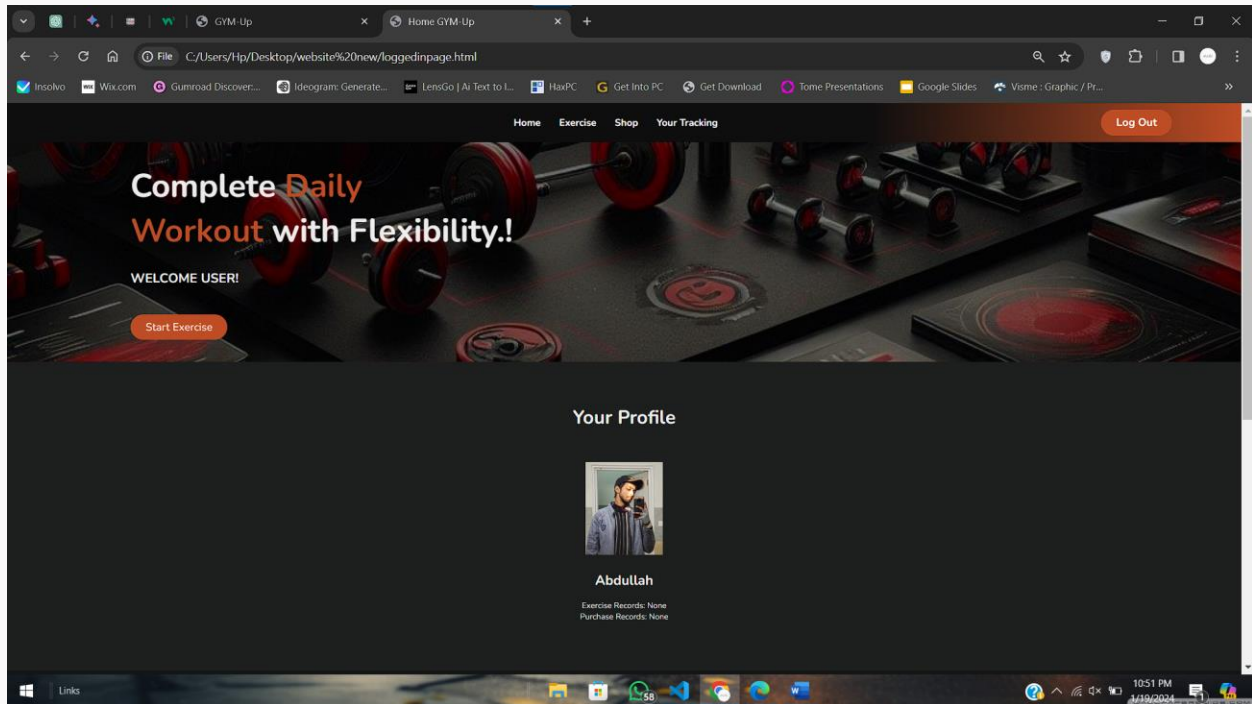 GYM-Up
Home GYM-Up
File C:/Users/Hp/Desktop/website%20new/loggedinpage.html
Insolvo Wix.com Gumroad Discover:... Ideogram: Generate... LensGo | Ai Text to I... HaxPC Get Into PC Get Download Tome Presentations Google Slides Visme : Graphic / Pr...
Home Exercise Shop Your Tracking Log Out
Complete Daily
Workout with Flexibility.!
WELCOME USER!
Start Exercise
Your Profile
Abdullah
Exercise Records: None
Purchase Records: None
Links
58
10:51 PM
1/19/2024